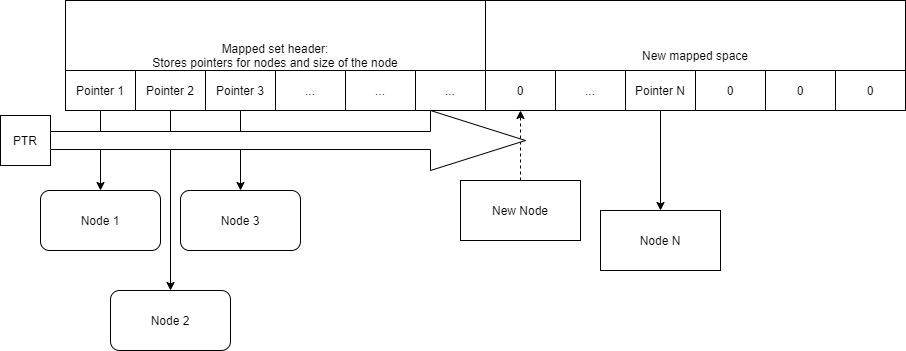 Mapped set header:
Stores pointers for nodes and size of the node
New mapped space
Pointer 1
Pointer 2
Pointer 3
...
...
...
0
...
Pointer N
0
0
0
PTR
New Node
Node 1
Node 3
Node N
Node 2